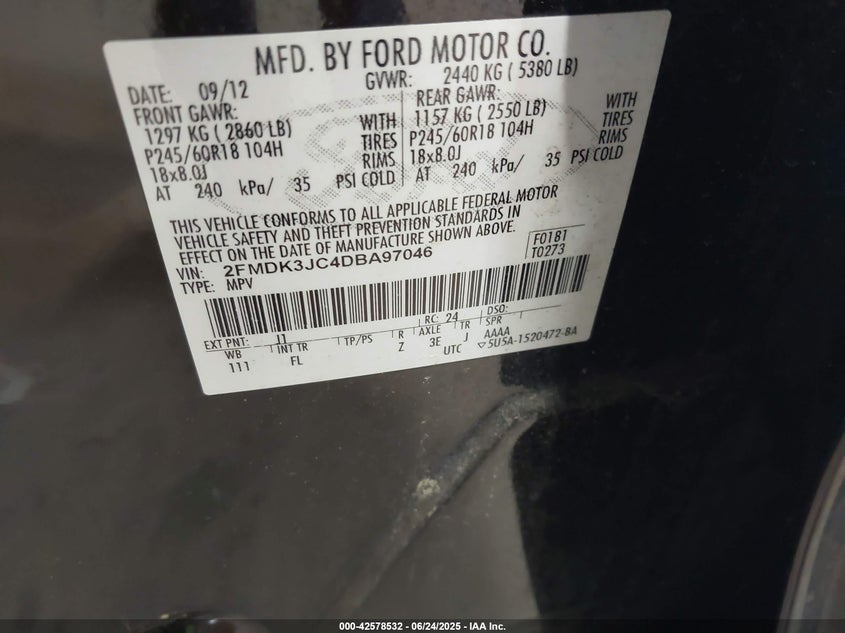 MFD. BY FORD MOTOR CO.
DATE: 09/12 GVWR: 2440 KG ( 5380 LB)
FRONT GAWR: REAR GAWR:
1297 KG ( 2860 LB) WITH 1157 KG ( 2550 LB) WITH
P245/60R18 104H TIRES P245/60R18 104H TIRES
18x8.0J RIMS 18x8.0J RIMS
AT 240 kPa/ 35 PSI COLD AT 240 kPa/ 35 PSI COLD
THIS VEHICLE CONFORMS TO ALL APPLICABLE FEDERAL MOTOR
VEHICLE SAFETY AND THEFT PREVENTION STANDARDS IN
EFFECT ON THE DATE OF MANUFACTURE SHOWN ABOVE.
VIN: 2FMDK3JC4DBA97046 F0181
TYPE: MPV T0273
EXT PNT: J1 RC: 24 DSO:
WB INT TR TP/PS R AXLE TR SPR
111 FL Z 3E J AAAA
UTC ▽5U5A-1520472-BA
000-42578532 - 06/24/2025 - IAA Inc.